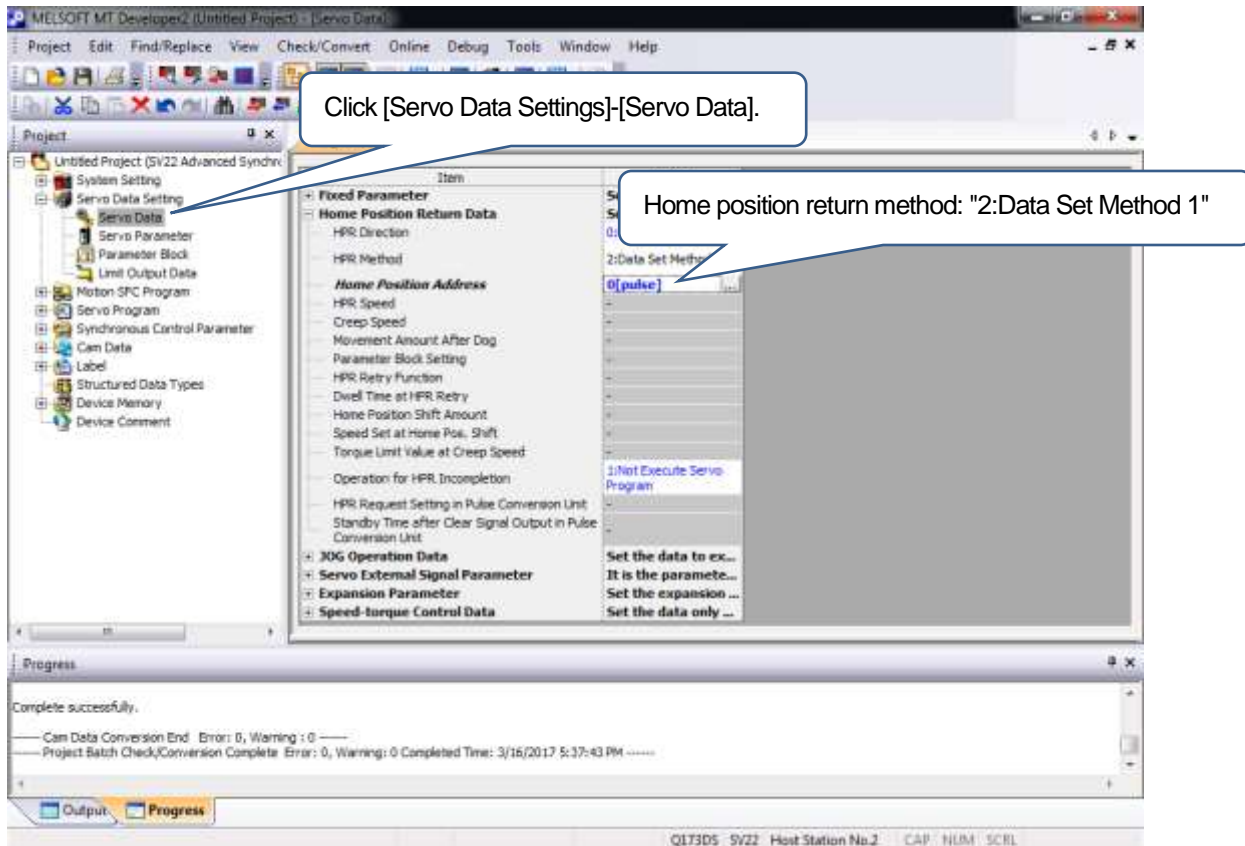 MELSOFT MT Developer2 (Untitled Project) - [Servo Data]
Project Edit Find/Replace View Check/Convert Online Debug Tools Window Help
Click [Servo Data Settings]-[Servo Data].
Project
Untitled Project (SV22 Advanced Synchr
System Setting
Servo Data Setting
Servo Data
Servo Parameter
Parameter Block
Limit Output Data
Motion SFC Program
Servo Program
Synchronous Control Parameter
Cam Data
Label
Structured Data Types
Device Memory
Device Comment
Home position return method: "2:Data Set Method 1"
Item
Fixed Parameter
Home Position Return Data
HPR Direction 0:
HPR Method 2:Data Set Metho
Home Position Address 0[pulse] ...
HPR Speed -
Creep Speed -
Movement Amount After Dog -
Parameter Block Setting -
HPR Retry Function -
Dwell Time at HPR Retry -
Home Position Shift Amount -
Speed Set at Home Pos. Shift -
Torque Limit Value at Creep Speed -
Operation for HPR Incompletion 1:Not Execute Servo
Program
HPR Request Setting in Pulse Conversion Unit -
Standby Time after Clear Signal Output in Pulse
Conversion Unit -
JOG Operation Data Set the data to ex...
Servo External Signal Parameter It is the paramete...
Expansion Parameter Set the expansion ...
Speed-torque Control Data Set the data only ...
Progress
Complete successfully.
----- Cam Data Conversion End Error: 0, Warning : 0 -----
------ Project Batch Check/Conversion Complete Error: 0, Warning: 0 Completed Time: 3/16/2017 5:37:43 PM ------
Output Progress
Q173DS SV22 Host Station No.2 CAP NUM SCRL